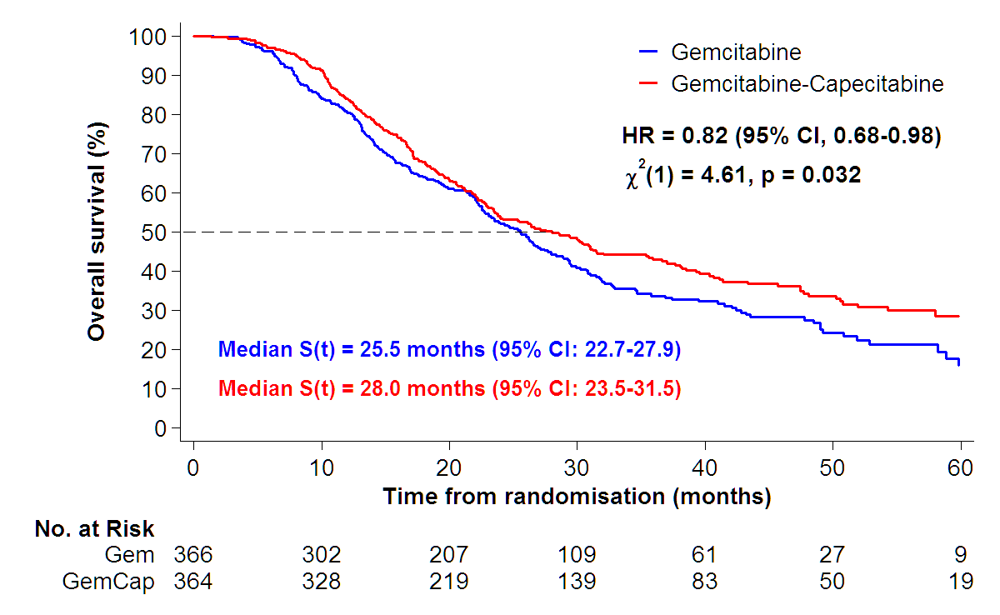 Gemcitabine
Gemcitabine-Capecitabine
HR = 0.82 (95% CI, 0.68-0.98)
χ²(1) = 4.61, p = 0.032
Overall survival (%)
100
90
80
70
60
50
40
30
20
10
0
Median S(t) = 25.5 months (95% CI: 22.7-27.9)
Median S(t) = 28.0 months (95% CI: 23.5-31.5)
0 10 20 30 40 50 60
Time from randomisation (months)
No. at Risk
Gem 366 302 207 109 61 27 9
GemCap 364 328 219 139 83 50 19